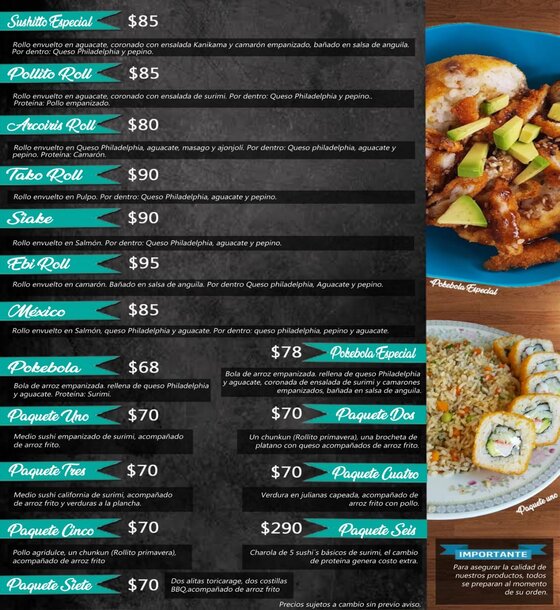 Sushitto Especial $85
Rollo envuelto en aguacate, coronado con ensalada Kanikama y camarón empanizado, bañado en salsa de anguila.
Por dentro: Queso Philadelphia y pepino.
Pollito Roll $85
Rollo envuelto en aguacate, coronado con ensalada de surimi. Por dentro: Queso Philadelphia y pepino..
Proteina: Pollo empanizado.
Arcoiris Roll $80
Rollo envuelto en Queso Philadelphia, aguacate, masago y ajonjolí. Por dentro: Queso philadelphia, aguacate y
pepino. Proteína: Camarón.
Tako Roll $90
Rollo envuelto en Pulpo. Por dentro: Queso Philadelphia, aguacate y pepino.
Siake $90
Rollo envuelto en Salmón. Por dentro: Queso Philadelphia, aguacate y pepino.
Ebi Roll $95
Rollo envuelto en camarón. Bañado en salsa de anguila. Por dentro Queso philadelphia, Aguacate y pepino.
México $85
Rollo envuelto en Salmón, queso Philadelphia y aguacate. Por dentro: queso philadelphia, pepino y aguacate.
Pokebola $68
Bola de arroz empanizada. rellena de queso Philadelphia
y aguacate. Proteína: Surimi.
$78 Pokebola Especial
Bola de arroz empanizada. rellena de queso Philadelphia
y aguacate, coronada de ensalada de surimi y camarones
empanizados, bañada en salsa de anguila.
Paquete Uno $70
Medio sushi empanizado de surimi, acompañado
de arroz frito.
$70 Paquete Dos
Un chunkun (Rollito primavera), una brocheta de
platano con queso acompañados de arroz frito.
Paquete Tres $70
Medio sushi california de surimi, acompañado
de arroz frito y verduras a la plancha.
$70 Paquete Cuatro
Verdura en julianas capeada, acompañado de
arroz frito con pollo.
Paquete Cinco $70
Pollo agridulce, un chunkun (Rollito primavera),
acompañado de arroz frito
$290 Paquete Seis
Charola de 5 sushi´s básicos de surimi, el cambio
de proteina genera costo extra.
Paquete Siete $70
Dos alitas toricarage, dos costillas
BBQ,acompañado de arroz frito
Precios sujetos a cambio sin previo aviso.
Pokebola Especial
Paquete uno
IMPORTANTE
Para asegurar la calidad de
nuestros productos, todos
se preparan al momento
de su orden.